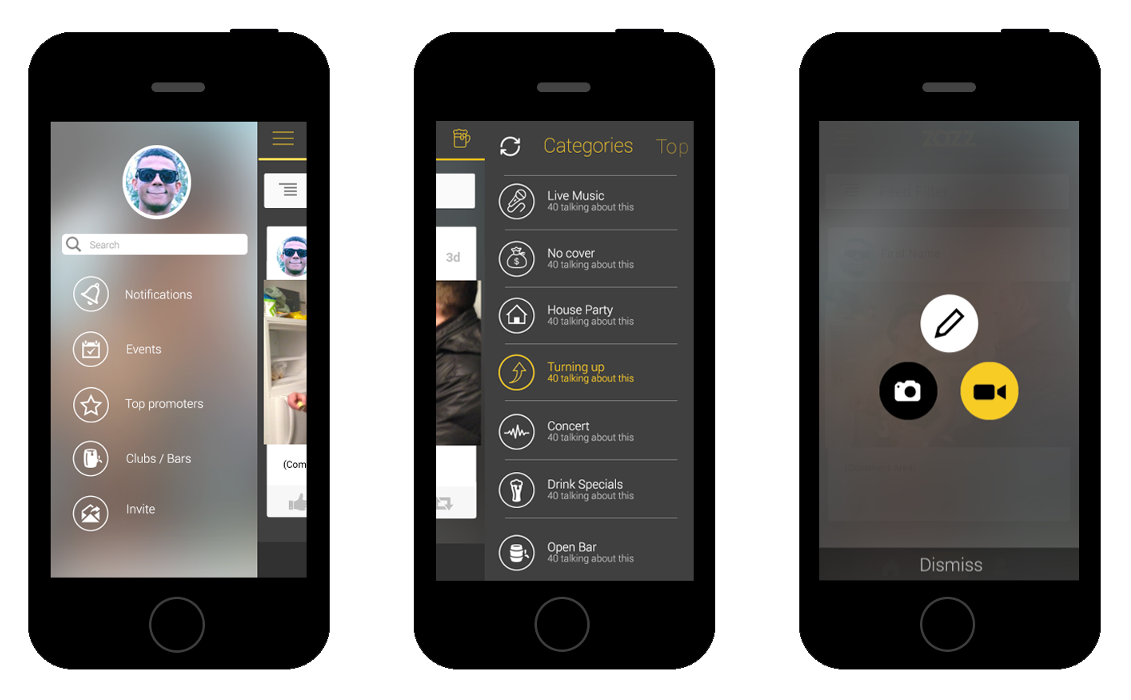 Search
Notifications
Events
Top promoters
Clubs / Bars
Invite
(Com
3d
Categories Top
Live Music
40 talking about this
No cover
40 talking about this
House Party
40 talking about this
Turning up
40 talking about this
Concert
40 talking about this
Drink Specials
40 talking about this
Open Bar
40 talking about this
$
Dismiss